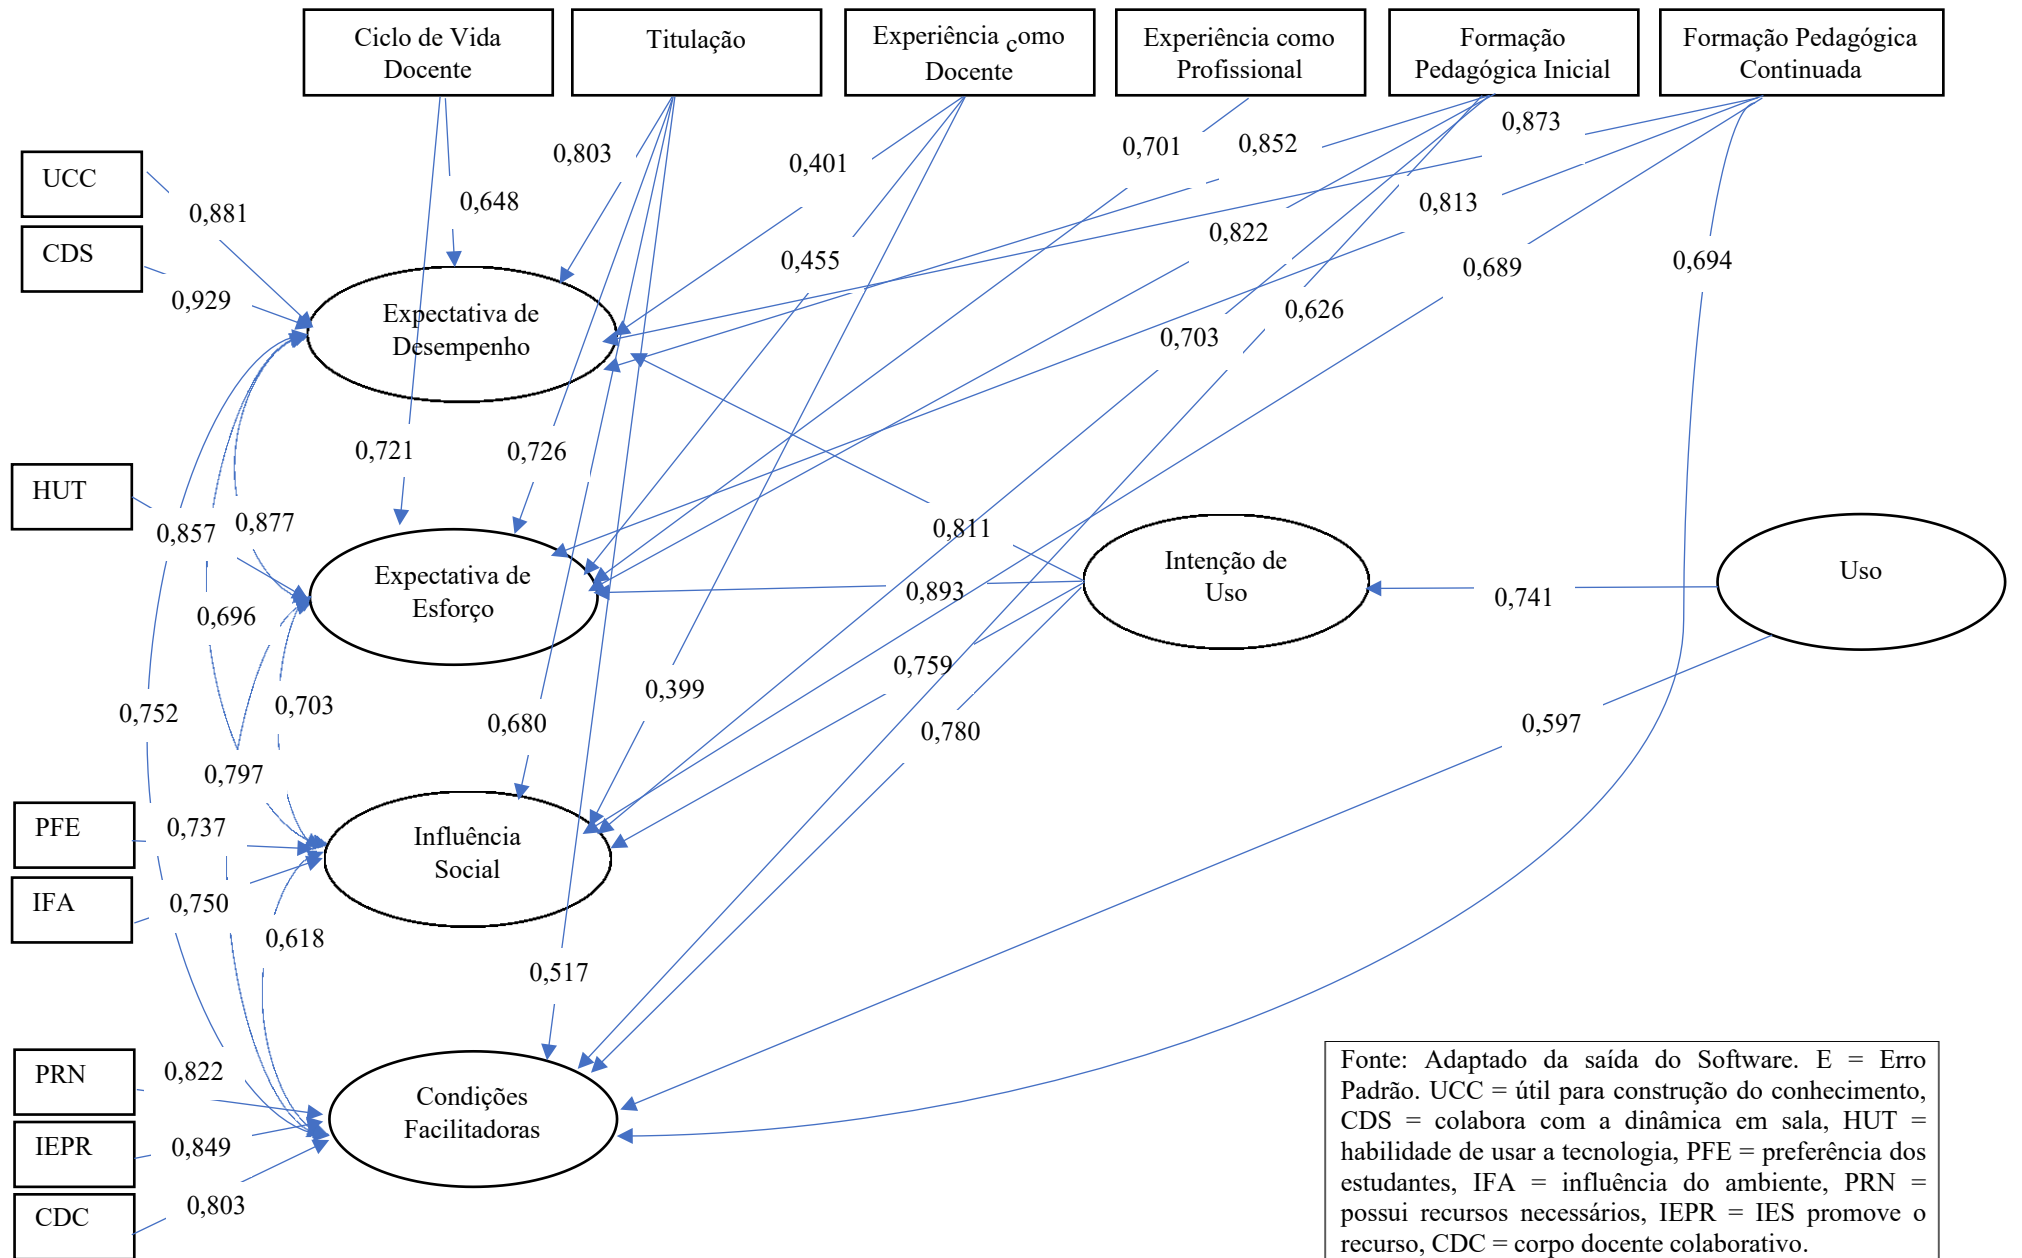 Ciclo de Vida
Docente
Titulação
Experiência como
Docente
Experiência como
Profissional
Formação
Pedagógica Inicial
Formação Pedagógica
Continuada
0,873
0,852
0,701
0,803
0,401
UCC
0,648
0,813
0,881
0,822
CDS
0,455
0,689
0,694
0,929
0,626
Expectativa de
Desempenho
0,703
0,721
0,726
HUT
0,857
0,877
0,811
Expectativa de
Esforço
Intenção de
Uso
Uso
0,893
0,741
0,696
0,759
0,399
0,703
0,752
0,680
0,780
0,597
0,797
PFE
0,737
Influência
Social
IFA
0,750
0,618
0,517
PRN
0,822
Condições
Facilitadoras
IEPR
0,849
CDC
0,803
Fonte: Adaptado da saída do Software. E = Erro
Padrão. UCC = útil para construção do conhecimento,
CDS = colabora com a dinâmica em sala, HUT =
habilidade de usar a tecnologia, PFE = preferência dos
estudantes, IFA = influência do ambiente, PRN =
possui recursos necessários, IEPR = IES promove o
recurso, CDC = corpo docente colaborativo.